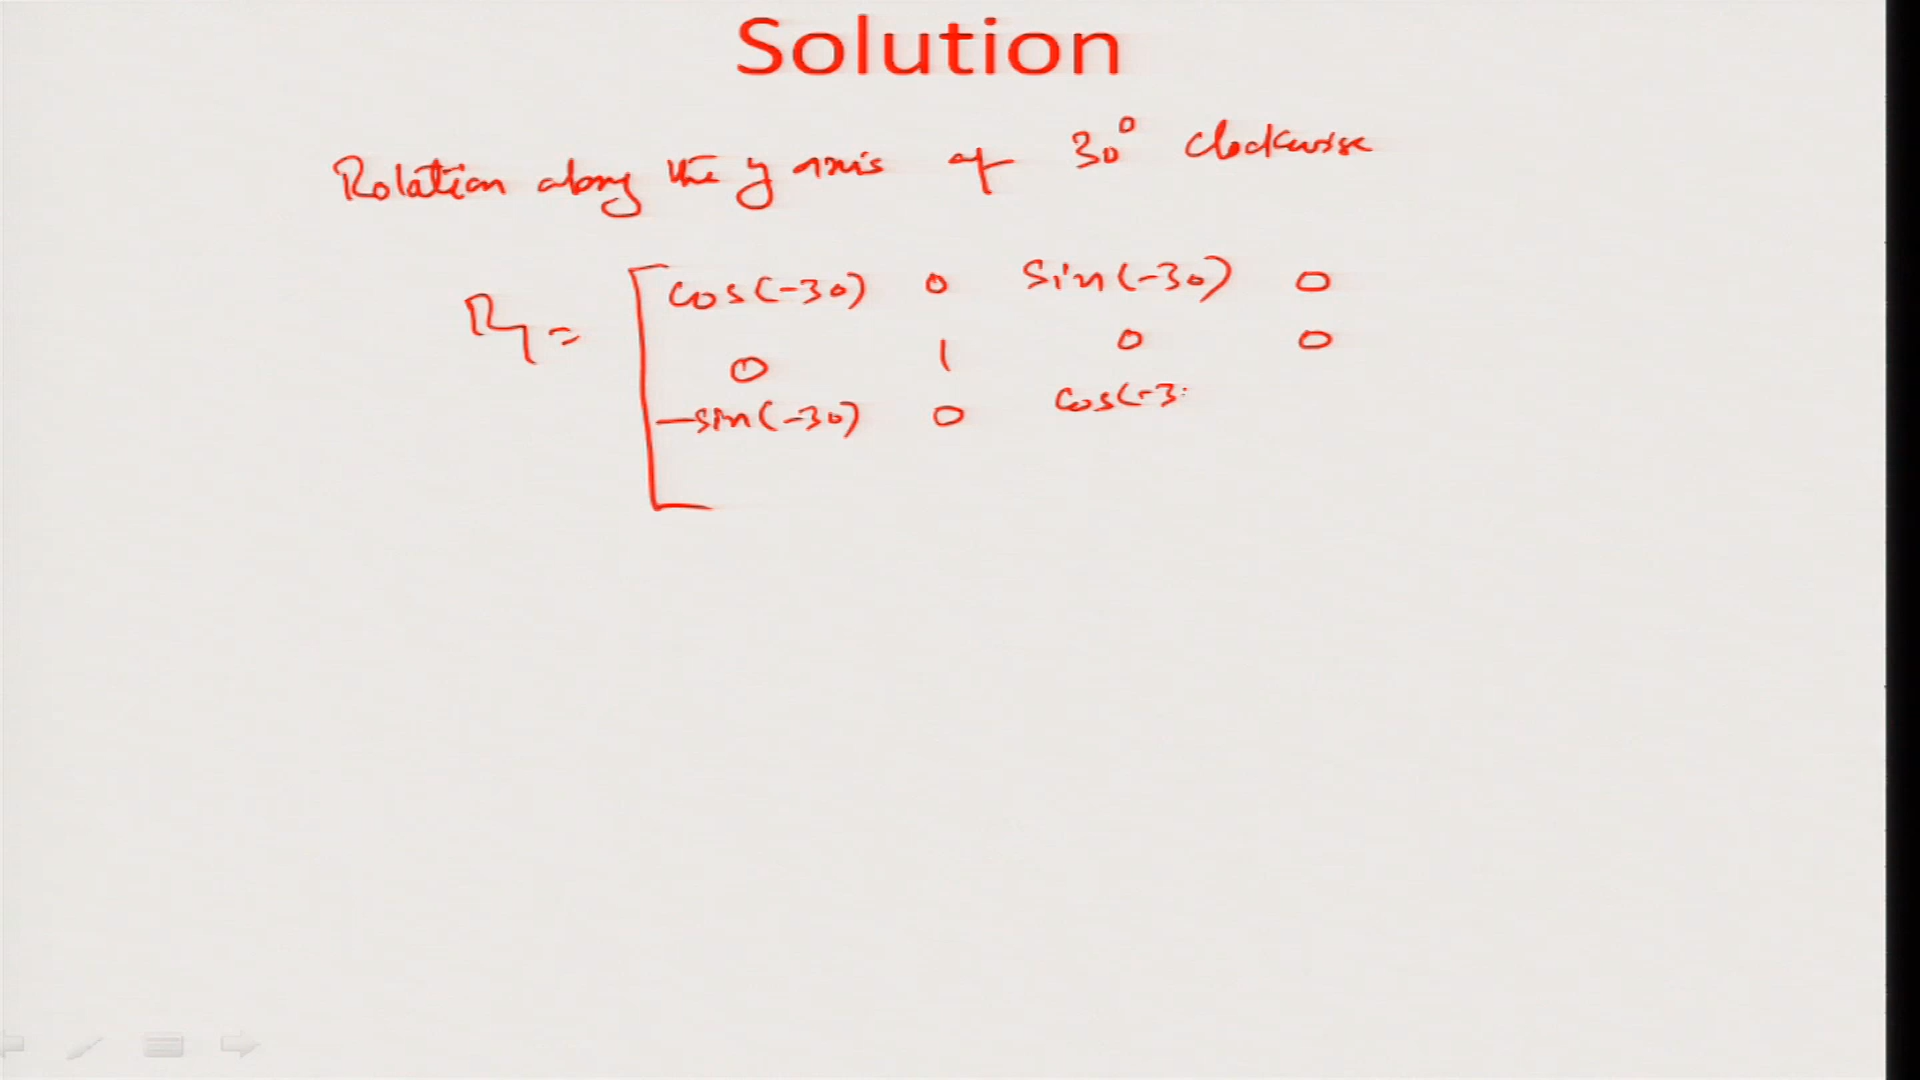 Solution
Rotation along the y axis of 30° clockwise
Ry = [ cos(-30) 0 sin(-30) 0
0 1 0 0
-sin(-30) 0 cos(-3